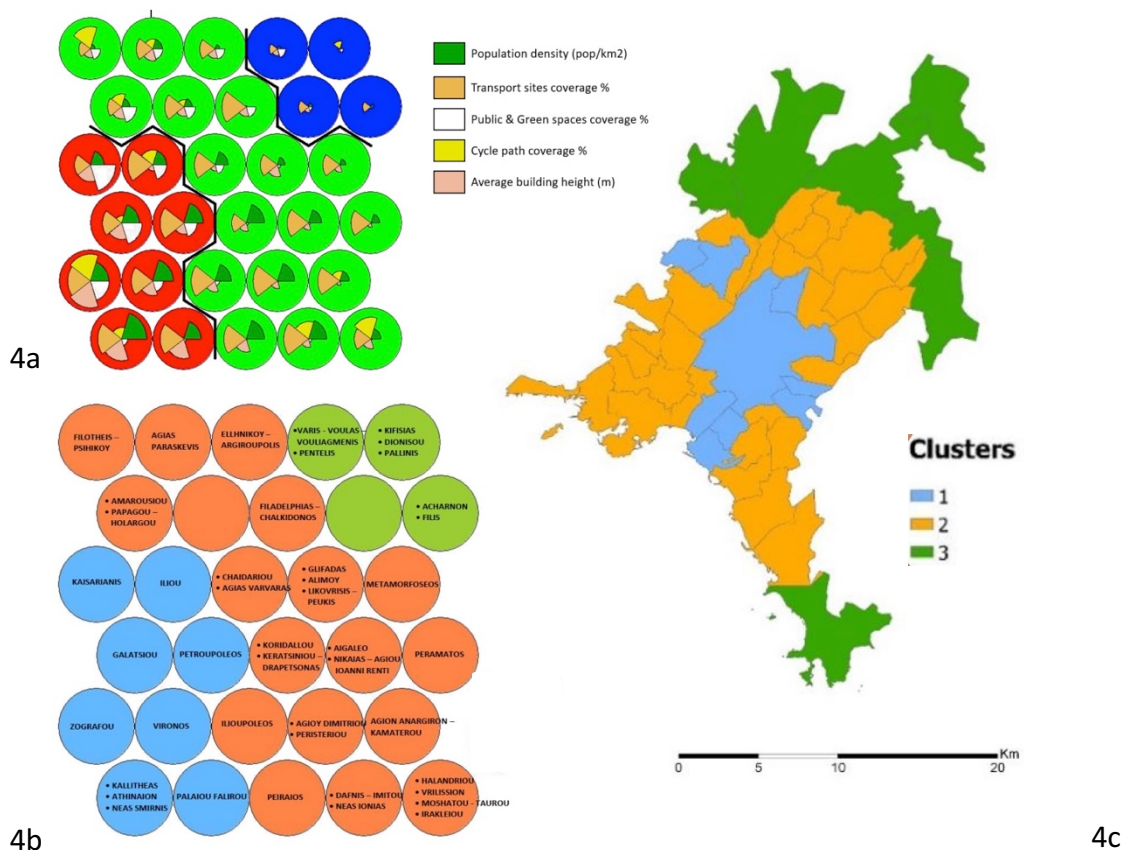 Population density (pop/km2)
Transport sites coverage %
Public & Green spaces coverage %
Cycle path coverage %
Average building height (m)
4a
FILOTHEIS –
PSIHIKOY
AGIAS
PARASKEVIS
ELLHNIKOY –
ARGIROUPOLIS
•VARIS - VOULAS –
VOULIAGMENIS
• PENTELIS
• KIFISIAS
• DIONISOU
• PALLINIS
• AMAROUSIOU
• PAPAGOU –
HOLARGOU
FILADELPHIAS –
CHALKIDONOS
• ACHARNON
• FILIS
KAISARIANIS
ILIOU
• CHAIDARIOU
• AGIAS VARVARAS
• GLIFADAS
• ALIMOY
• LIKOVRISIS –
PEUKIS
METAMORFOSEOS
GALATSIOU
PETROUPOLEOS
• KORIDALLOU
• KERATSINIOU –
DRAPETSONAS
• AIGALEO
• NIKAIAS – AGIOU
IOANNI RENTI
PERAMATOS
ZOGRAFOU
VIRONOS
ILIOUPOLEOS
• AGIOY DIMITRIOU
• PERISTERIOU
AGION ANARGIRON –
KAMATEROU
• KALLITHEAS
• ATHINAION
• NEAS SMIRNIS
PALAIOU FALIROU
PEIRAIOS
• DAFNIS – IMITOU
• NEAS IONIAS
• HALANDRIOU
• VRILISSION
• MOSHATOU - TAUROU
• IRAKLEIOU
4b
Clusters
1
2
3
Km
0 5 10 20
4c